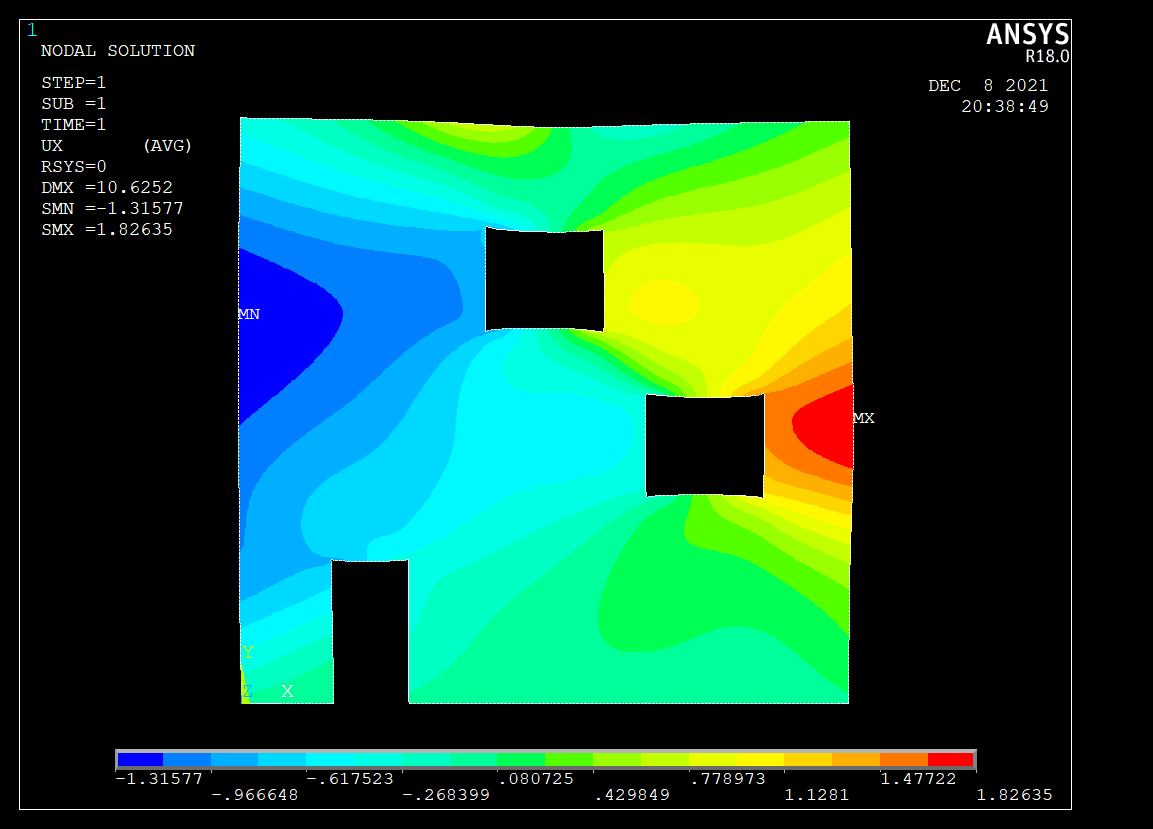 1
ANSYS
R18.0
NODAL SOLUTION
STEP=1
SUB =1
TIME=1
UX (AVG)
RSYS=0
DMX =10.6252
SMN =-1.31577
SMX =1.82635
DEC 8 2021
20:38:49
MN
MX
Y
Z X
-1.31577 -.617523 .080725 .778973 1.47722
-.966648 -.268399 .429849 1.1281 1.82635